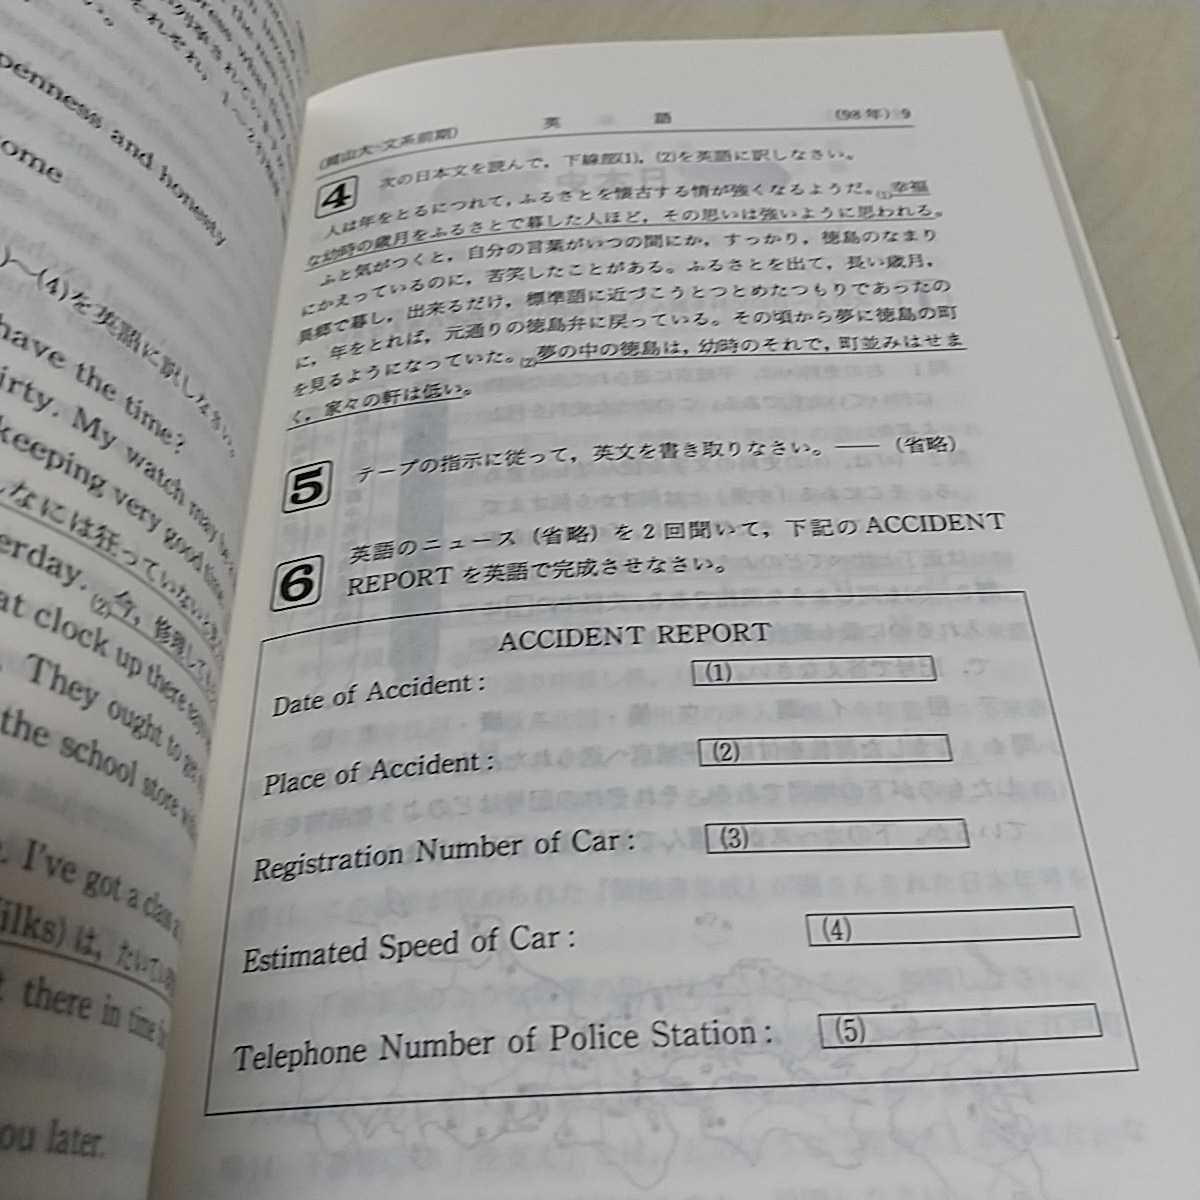 penness and honesty
ome
〜(4)を英語に訳しなさい。
have the time?
irty. My watch may be
keeping very good time.
なには狂っていない
erday. (2)今, 修理して
at clock up there
They ought to
the school store
I've got a class
ilks)は, たいてい
t there in time
ou later.
(富山大-文系前期) 英語 (98年) 9
4 次の日本文を読んで, 下線部(1), (2)を英語に訳しなさい。
人は年をとるにつれて, ふるさとを懐古する情が強くなるようだ。(1)幸福
な幼時の歳月をふるさとで暮した人ほど, その思いは強いように思われる。
ふと気がつくと, 自分の言葉がいつの間にか, すっかり, 徳島のなまり
にかえっているのに, 苦笑したことがある。ふるさとを出て, 長い歳月,
異郷で暮し, 出来るだけ, 標準語に近づこうとつとめたつもりであったの
に, 年をとれば, 元通りの徳島弁に戻っている。その頃から夢に徳島の町
を見るようになっていた。(2)夢の中の徳島は, 幼時のそれで, 町並みはせま
く, 家々の軒は低い。
5 テープの指示に従って, 英文を書き取りなさい。——(省略)
6 英語のニュース(省略)を2回聞いて, 下記のACCIDENT
REPORTを英語で完成させなさい。
ACCIDENT REPORT
Date of Accident: (1)
Place of Accident: (2)
Registration Number of Car: (3)
Estimated Speed of Car: (4)
Telephone Number of Police Station: (5)